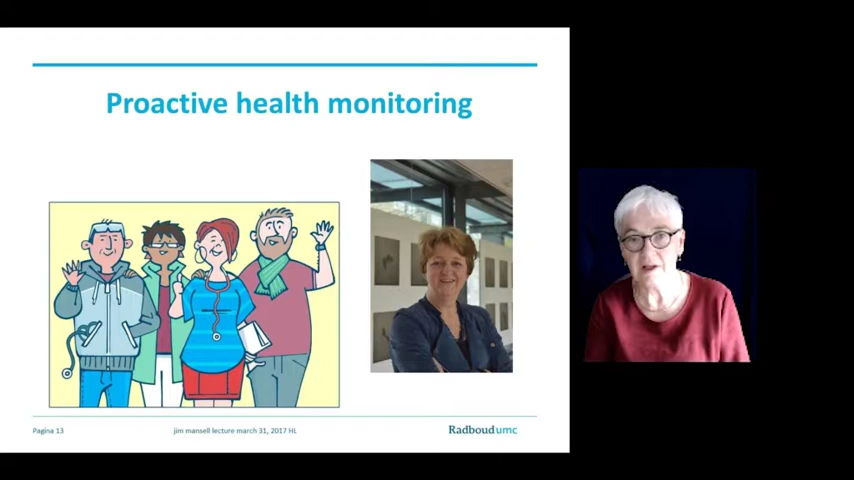 Proactive health monitoring
Pagina 13
jim mansell lecture march 31, 2017 HL
Radboudumc